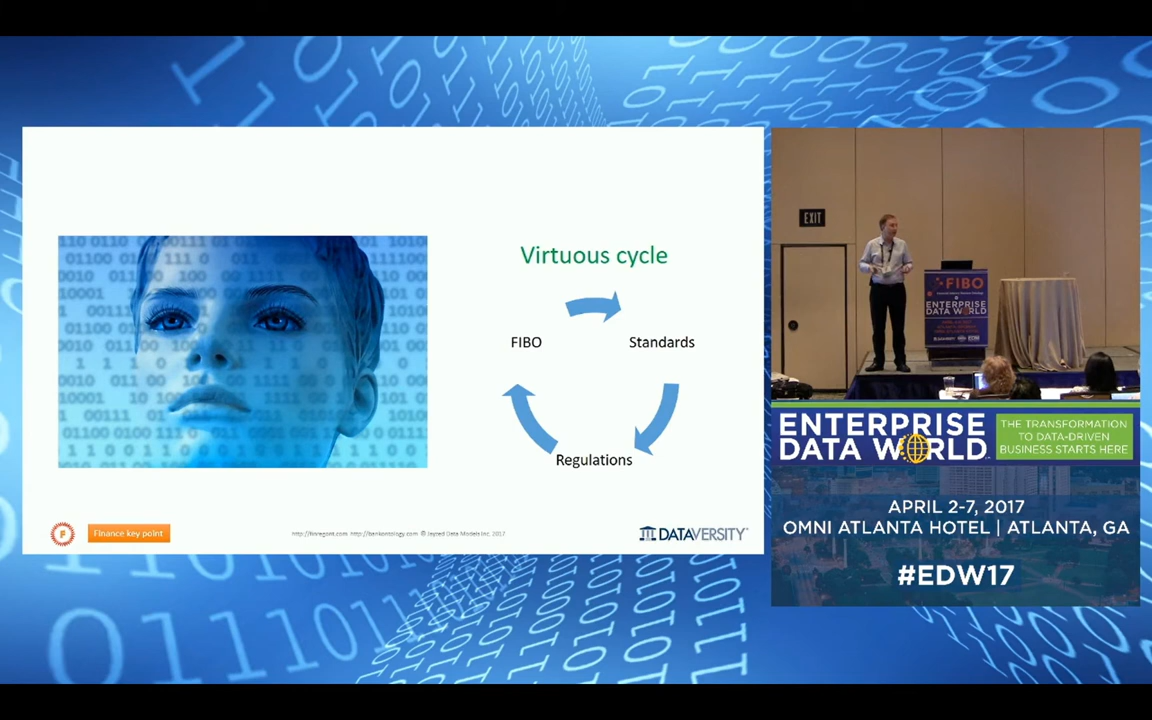 Virtuous cycle
FIBO
Standards
Regulations
F
Finance key point
2017
DATAVERSITY
EXIT
FIBO
ENTERPRISE
DATA WORLD
ENTERPRISE
DATA WORLD
THE TRANSFORMATION
TO DATA-DRIVEN
BUSINESS STARTS HERE
APRIL 2-7, 2017
OMNI ATLANTA HOTEL | ATLANTA, GA
#EDW17